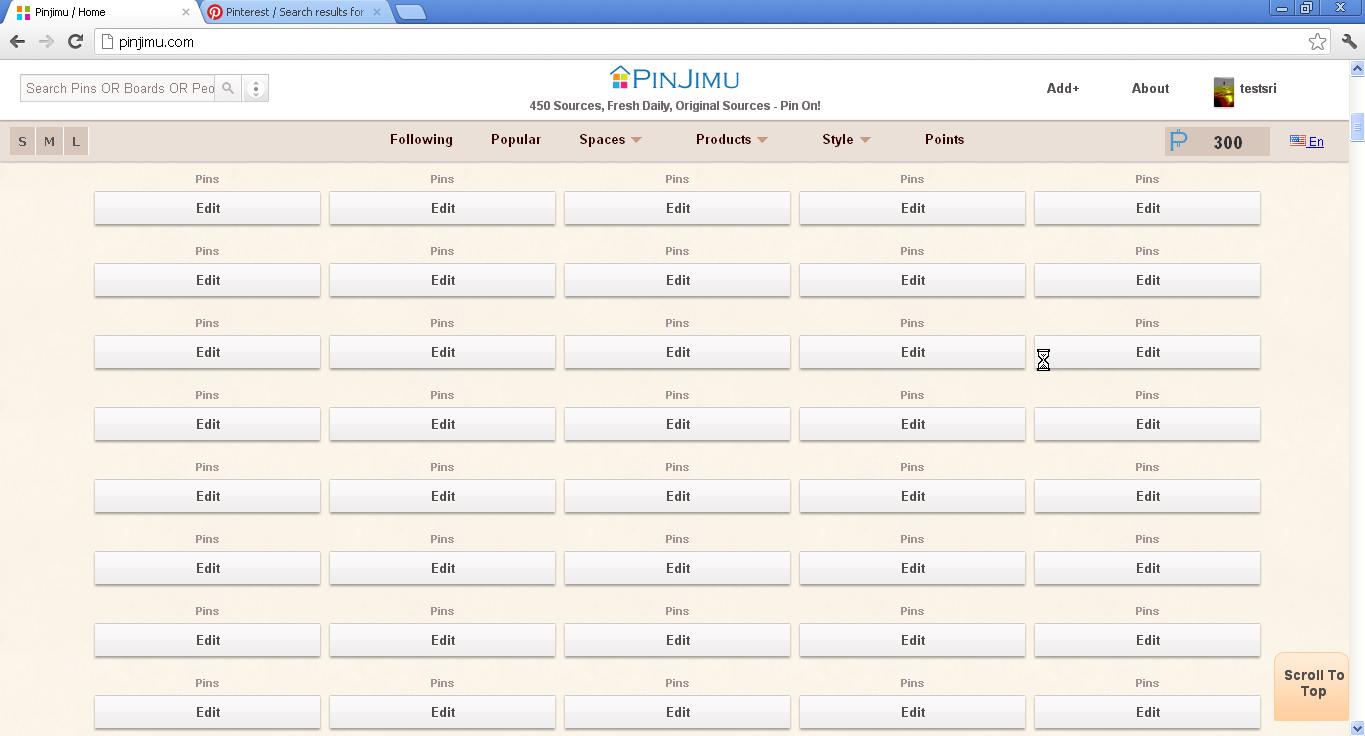 Pinjimu / Home
Pinterest / Search results for
pinjimu.com
Search Pins OR Boards OR Peo
PINJIMU
450 Sources, Fresh Daily, Original Sources - Pin On!
Add+ About testsri
S M L Following Popular Spaces Products Style Points 300 En
Pins Pins Pins Pins Pins
Edit Edit Edit Edit Edit
Pins Pins Pins Pins Pins
Edit Edit Edit Edit Edit
Pins Pins Pins Pins Pins
Edit Edit Edit Edit Edit
Pins Pins Pins Pins Pins
Edit Edit Edit Edit Edit
Pins Pins Pins Pins Pins
Edit Edit Edit Edit Edit
Pins Pins Pins Pins Pins
Edit Edit Edit Edit Edit
Pins Pins Pins Pins Pins
Edit Edit Edit Edit Edit
Pins Pins Pins Pins Pins
Edit Edit Edit Edit Edit
Scroll To
Top